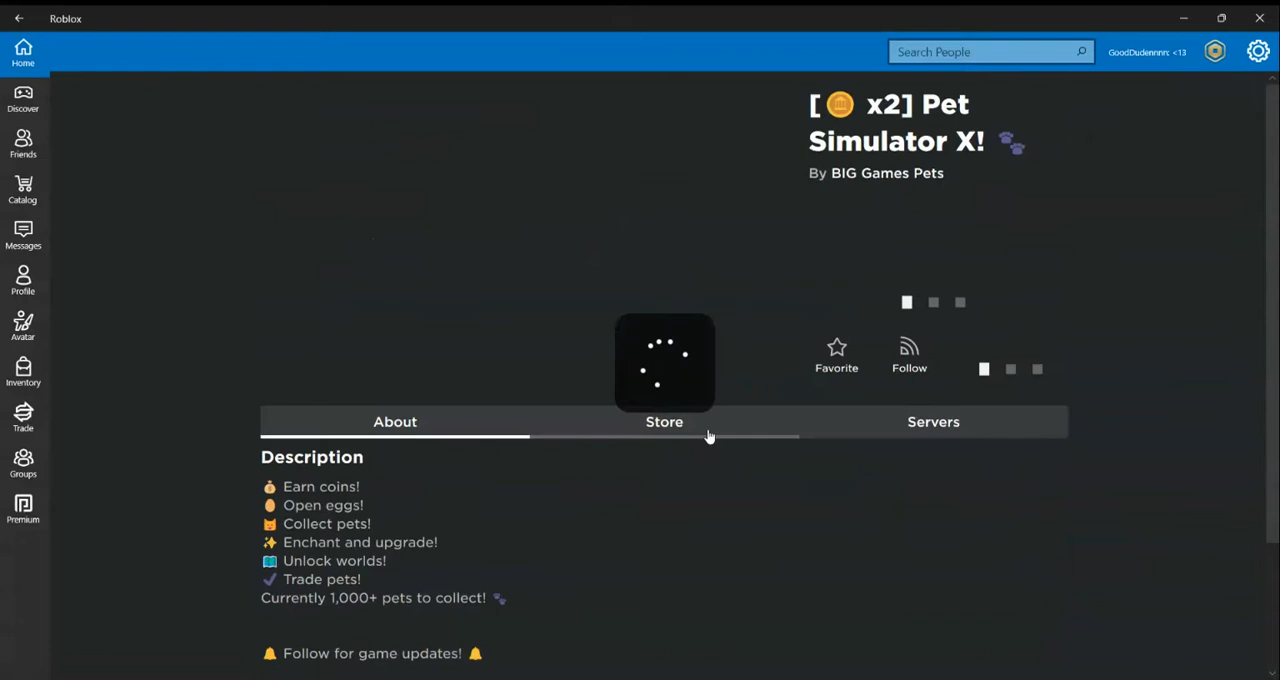 Roblox
Home
Search People
GoodDudennn: <13
Discover
Friends
Catalog
Messages
Profile
Avatar
Inventory
Trade
Groups
Premium
[🪙 x2] Pet
Simulator X! 🐾
By BIG Games Pets
Favorite
Follow
About
Store
Servers
Description
💰 Earn coins!
🥚 Open eggs!
🐱 Collect pets!
✨ Enchant and upgrade!
🗺️ Unlock worlds!
✔️ Trade pets!
Currently 1,000+ pets to collect! 🐾
🔔 Follow for game updates! 🔔